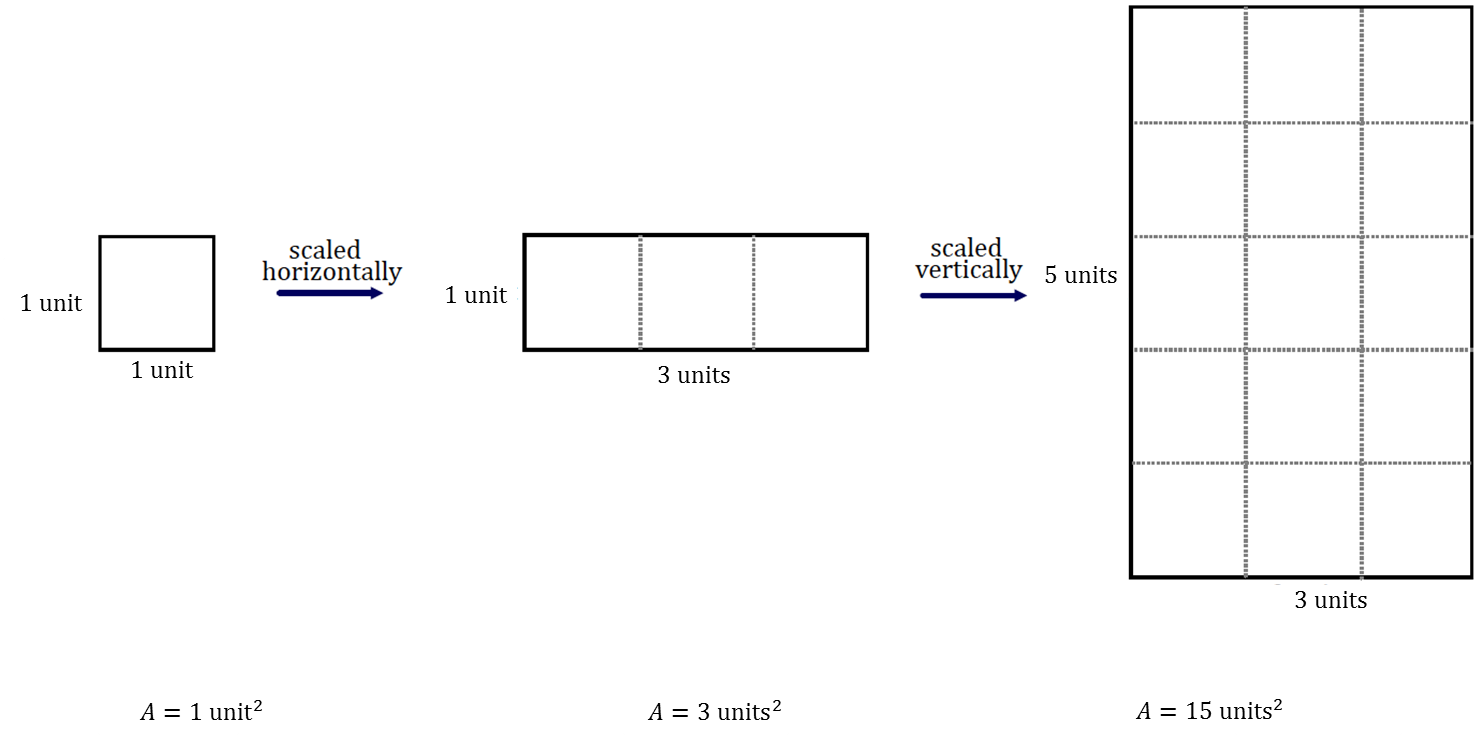 1 unit
1 unit
scaled
horizontally
1 unit
3 units
scaled
vertically
5 units
3 units
A = 1 unit²
A = 3 units²
A = 15 units²